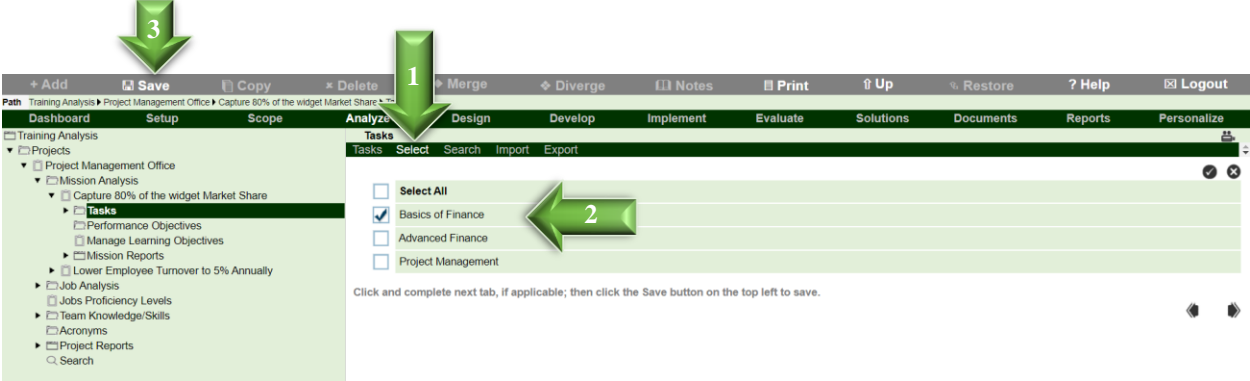 3
1
+ Add Save Copy × Delete Merge Diverge Notes Print Up Restore ? Help Logout
Path Training Analysis Project Management Office Capture 80% of the widget Market Share
Dashboard Setup Scope Analyze Design Develop Implement Evaluate Solutions Documents Reports Personalize
Training Analysis
Projects
Project Management Office
Mission Analysis
Capture 80% of the widget Market Share
Tasks
Performance Objectives
Manage Learning Objectives
Mission Reports
Lower Employee Turnover to 5% Annually
Job Analysis
Jobs Proficiency Levels
Team Knowledge/Skills
Acronyms
Project Reports
Search
Tasks
Tasks Select Search Import Export
Select All
Basics of Finance
2
Advanced Finance
Project Management
Click and complete next tab, if applicable; then click the Save button on the top left to save.